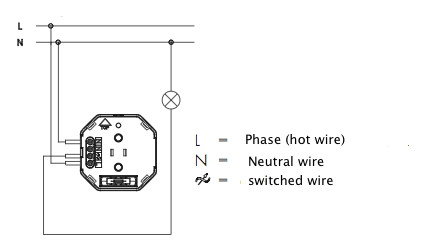 L
N
L = Phase (hot wire)
N = Neutral wire
= switched wire